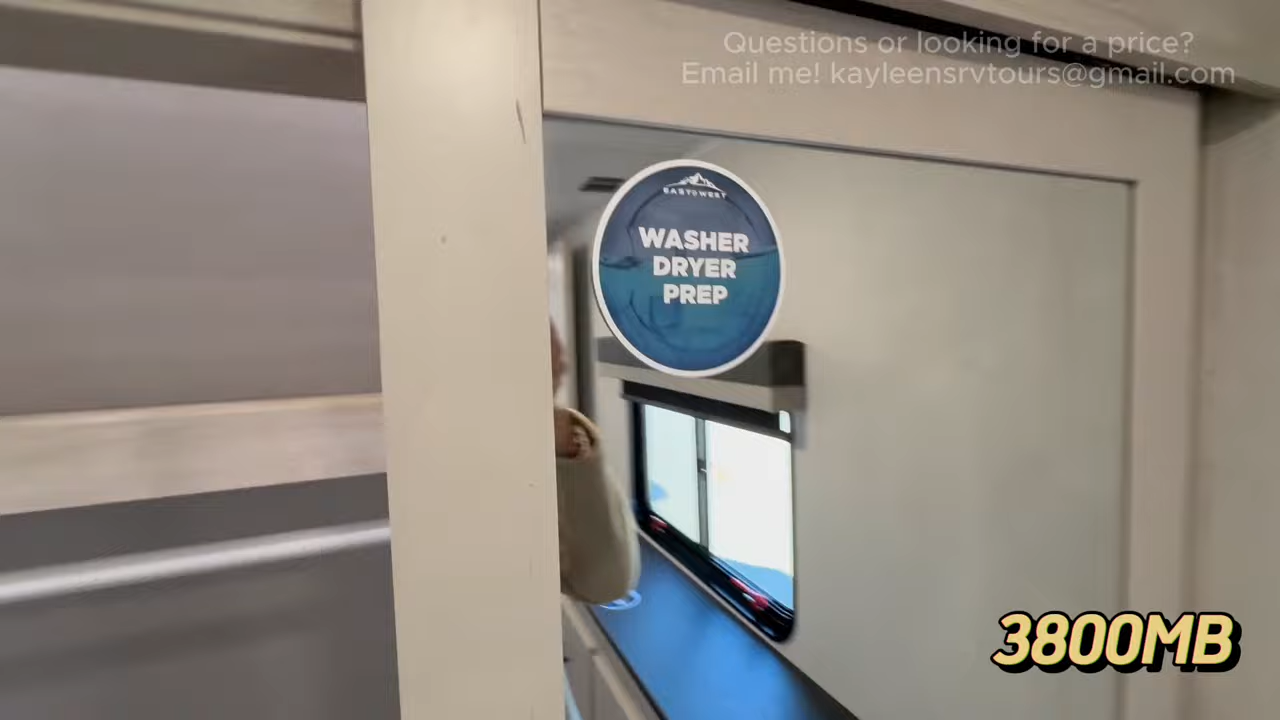 Questions or looking for a price?
Email me! kayleensrvtours@gmail.com
EAST TO WEST
WASHER
DRYER
PREP
3800MB